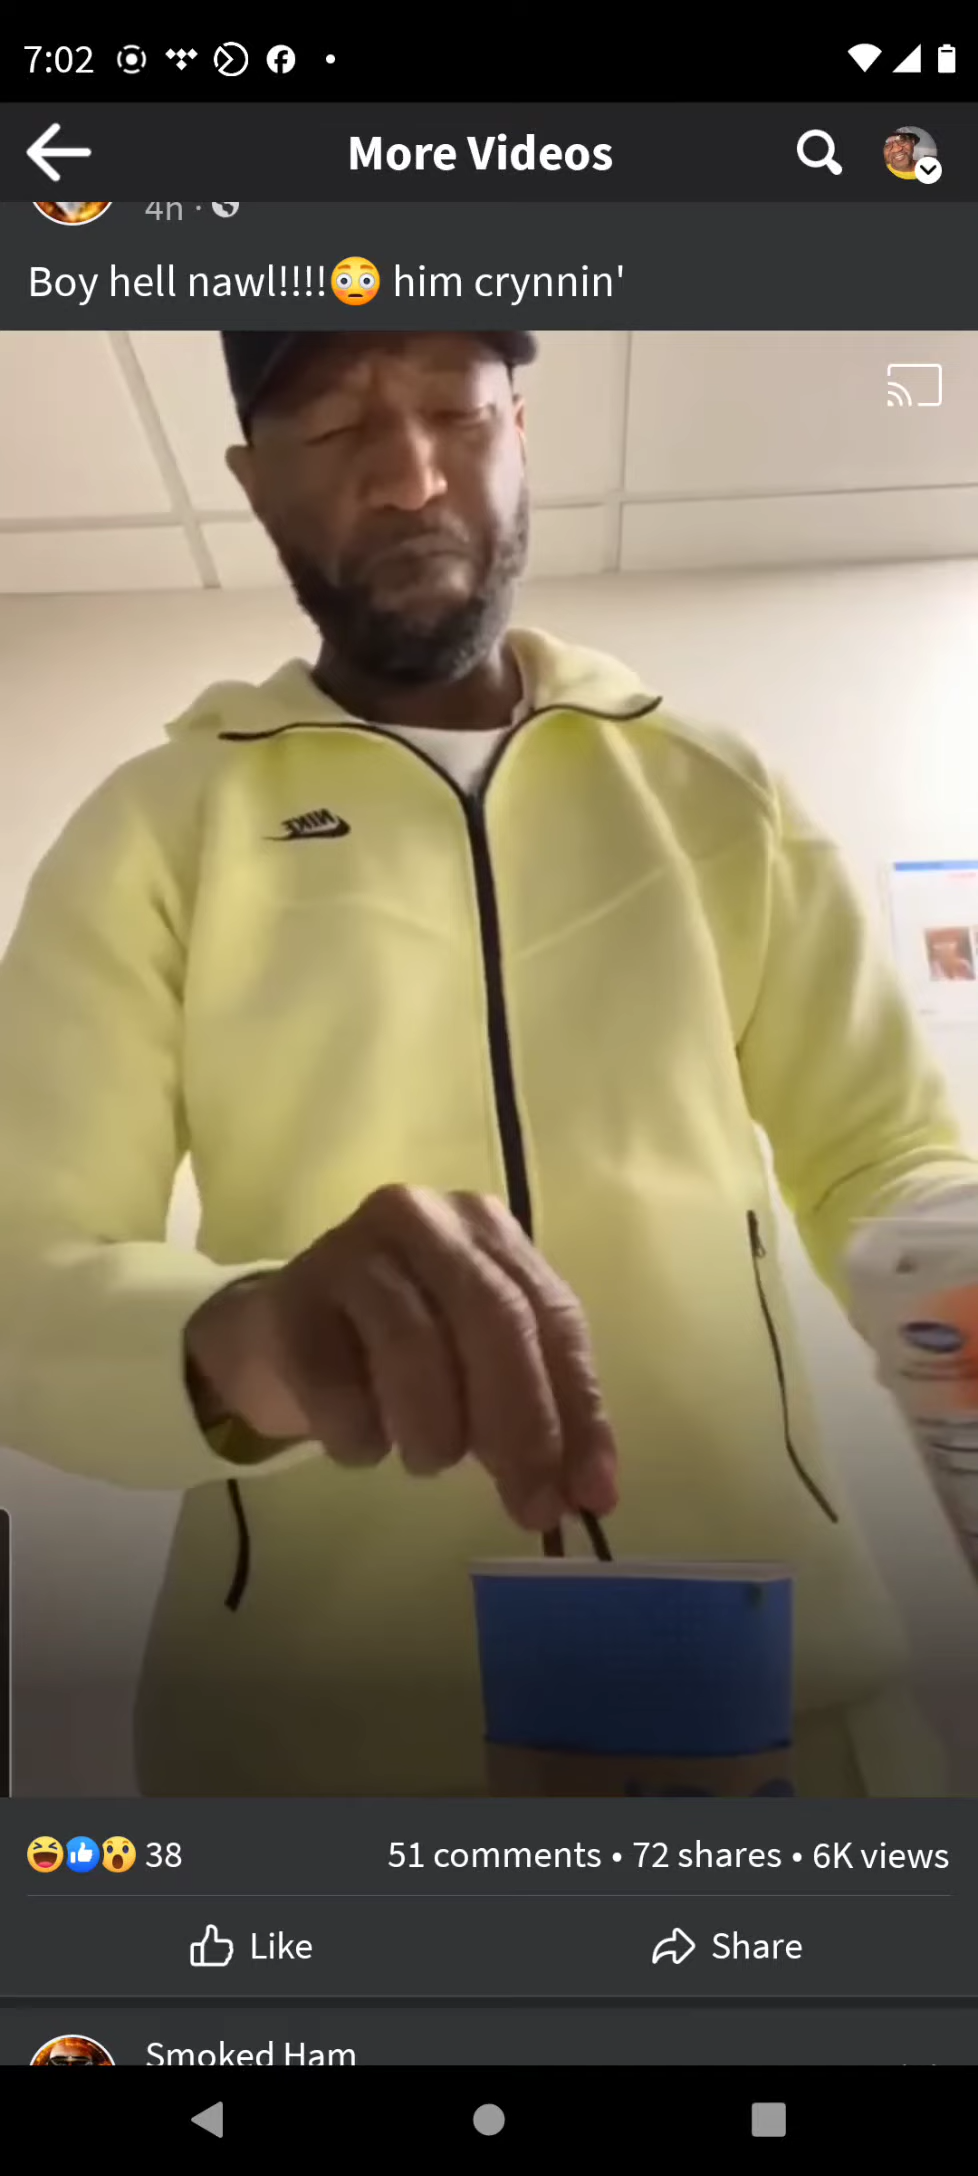 7:02
More Videos
4h ·
Boy hell nawl!!!!😳 him crynnin'
NIKE
38
51 comments • 72 shares • 6K views
Like
Share
Smoked Ham